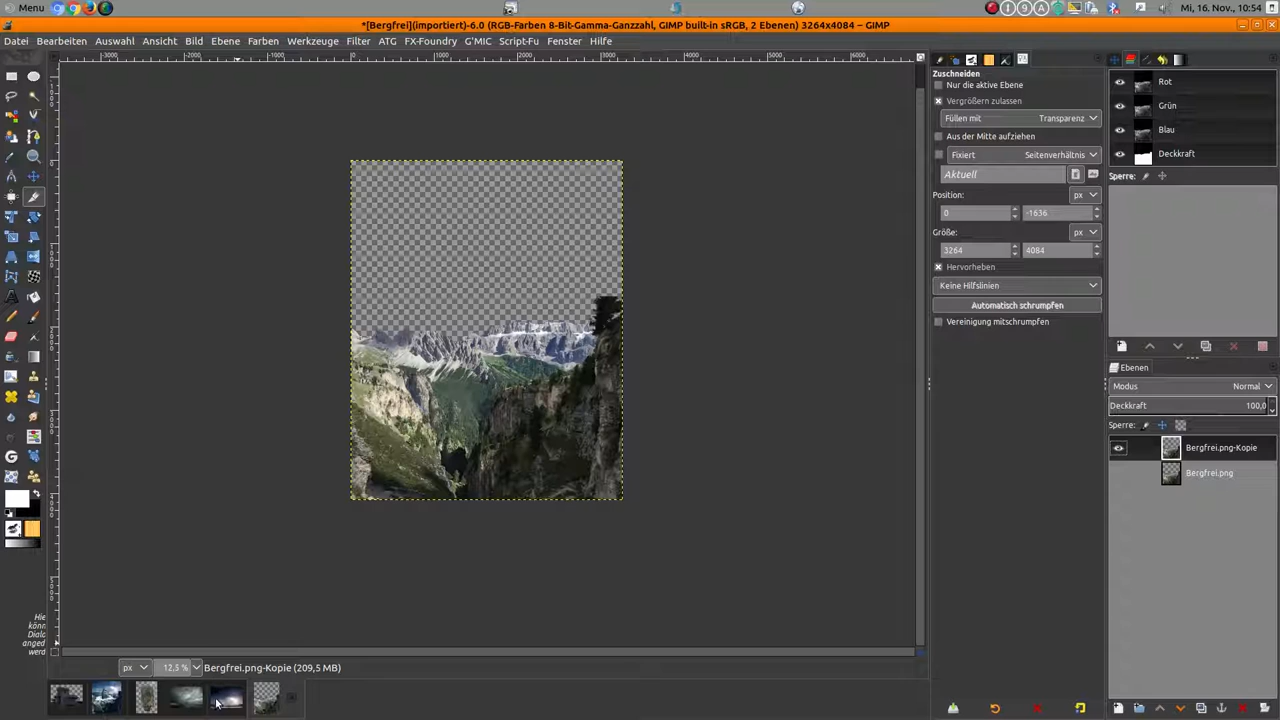 Menu
Mi, 16. Nov, 10:54
*[Bergfrei](importiert)-6.0 (RGB-Farben 8-Bit-Gamma-Ganzzahl, GIMP built-in sRGB, 2 Ebenen) 3264x4084 – GIMP
Datei Bearbeiten Auswahl Ansicht Bild Ebene Farben Werkzeuge Filter ATG FX-Foundry G'MIC Script-Fu Fenster Hilfe
Zuschneiden
Nur die aktive Ebene
Vergrößern zulassen
Füllen mit Transparenz
Aus der Mitte aufziehen
Fixiert Seitenverhältnis
Aktuell
Position: px
0 -1636
Größe: px
3264 4084
Hervorheben
Keine Hilfslinien
Automatisch schrumpfen
Vereinigung mitschrumpfen
Rot
Grün
Blau
Deckkraft
Sperre:
Ebenen
Modus Normal
Deckkraft 100,0
Sperre:
Bergfrei.png-Kopie
Bergfrei.png
Hie
könn
Dialo
anged
werd
px 12,5 % Bergfrei.png-Kopie (209,5 MB)